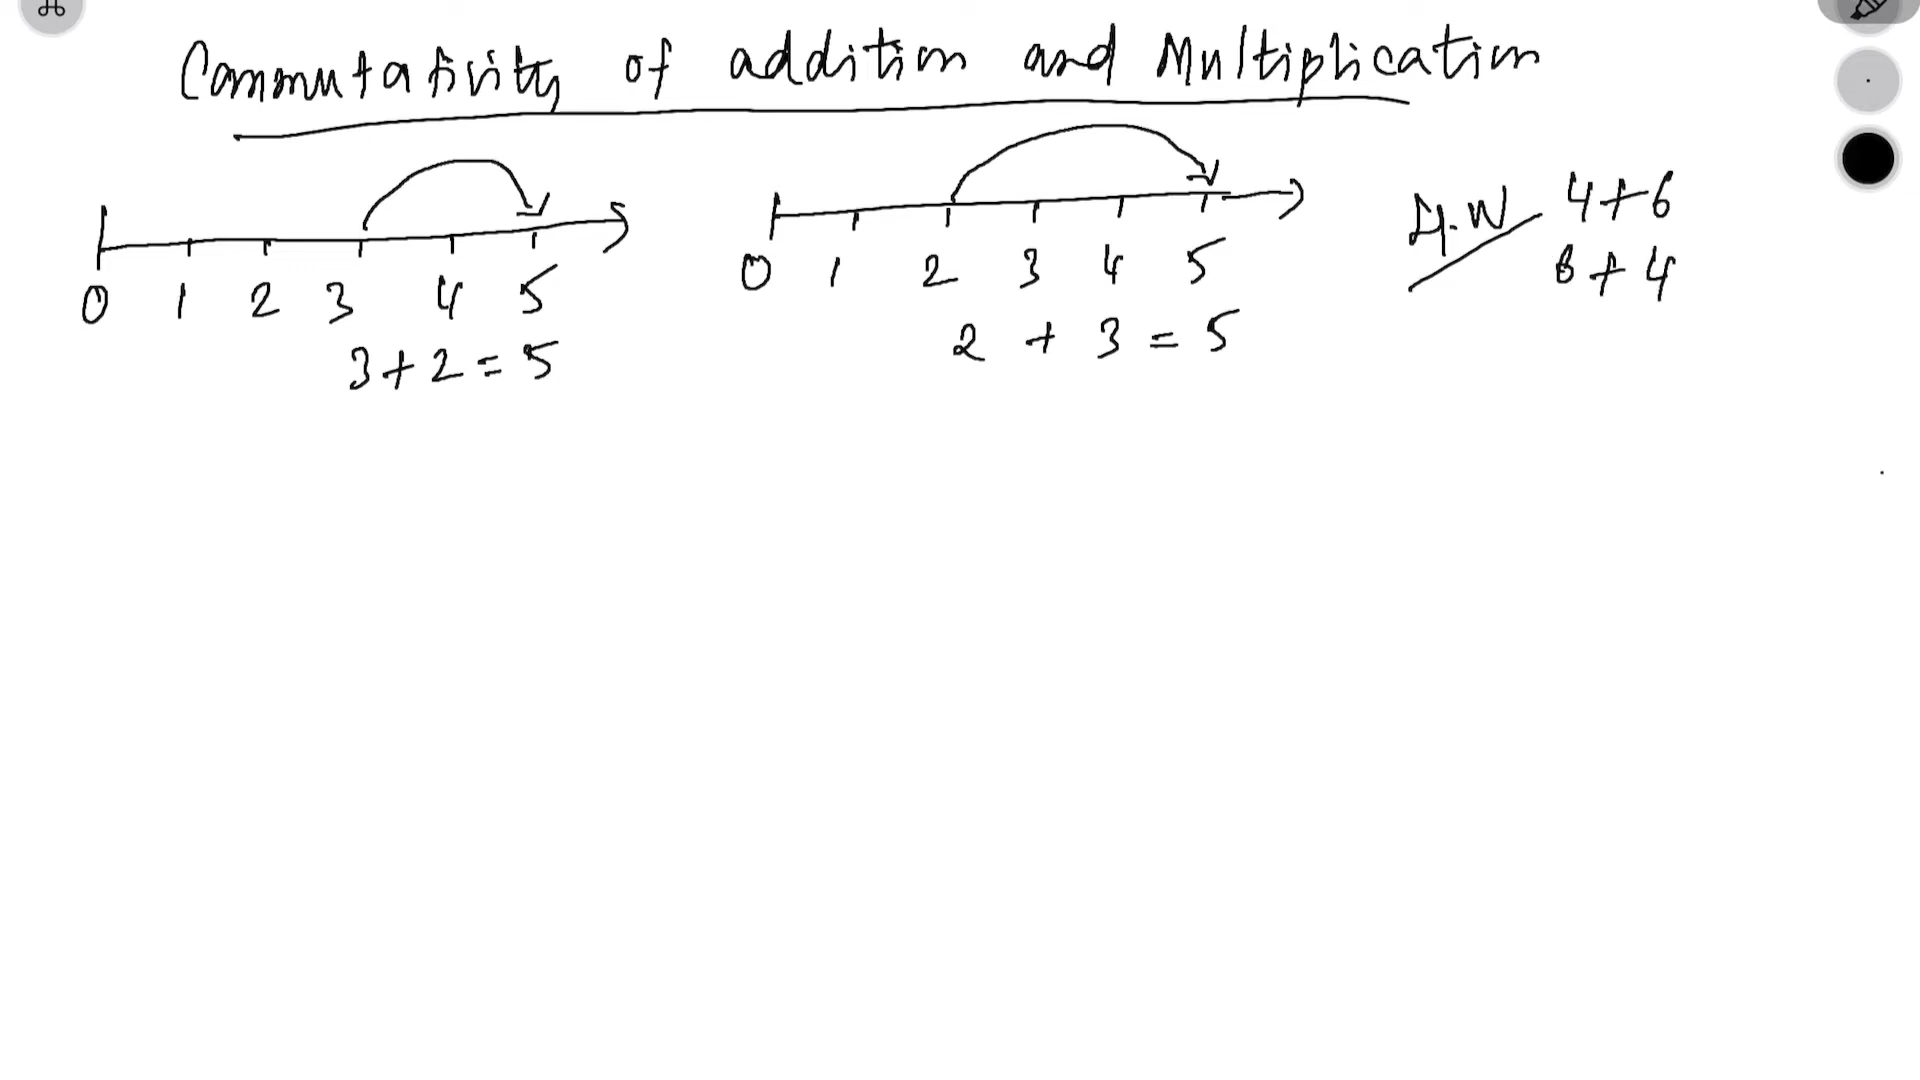 Commutativity of addition and Multiplication
0 1 2 3 4 5
3 + 2 = 5
0 1 2 3 4 5
2 + 3 = 5
H.W 4 + 6
6 + 4